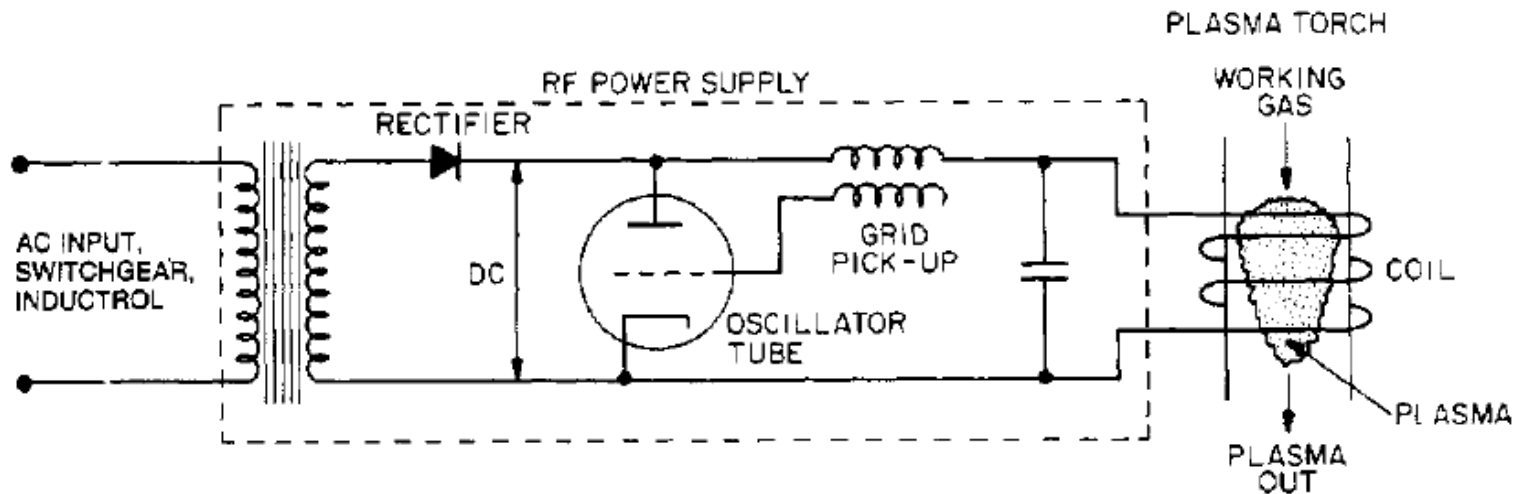 PLASMA TORCH
RF POWER SUPPLY
WORKING
GAS
RECTIFIER
AC INPUT,
SWITCHGEAR,
INDUCTROL
DC
GRID
PICK-UP
OSCILLATOR
TUBE
COIL
PLASMA
PLASMA
OUT